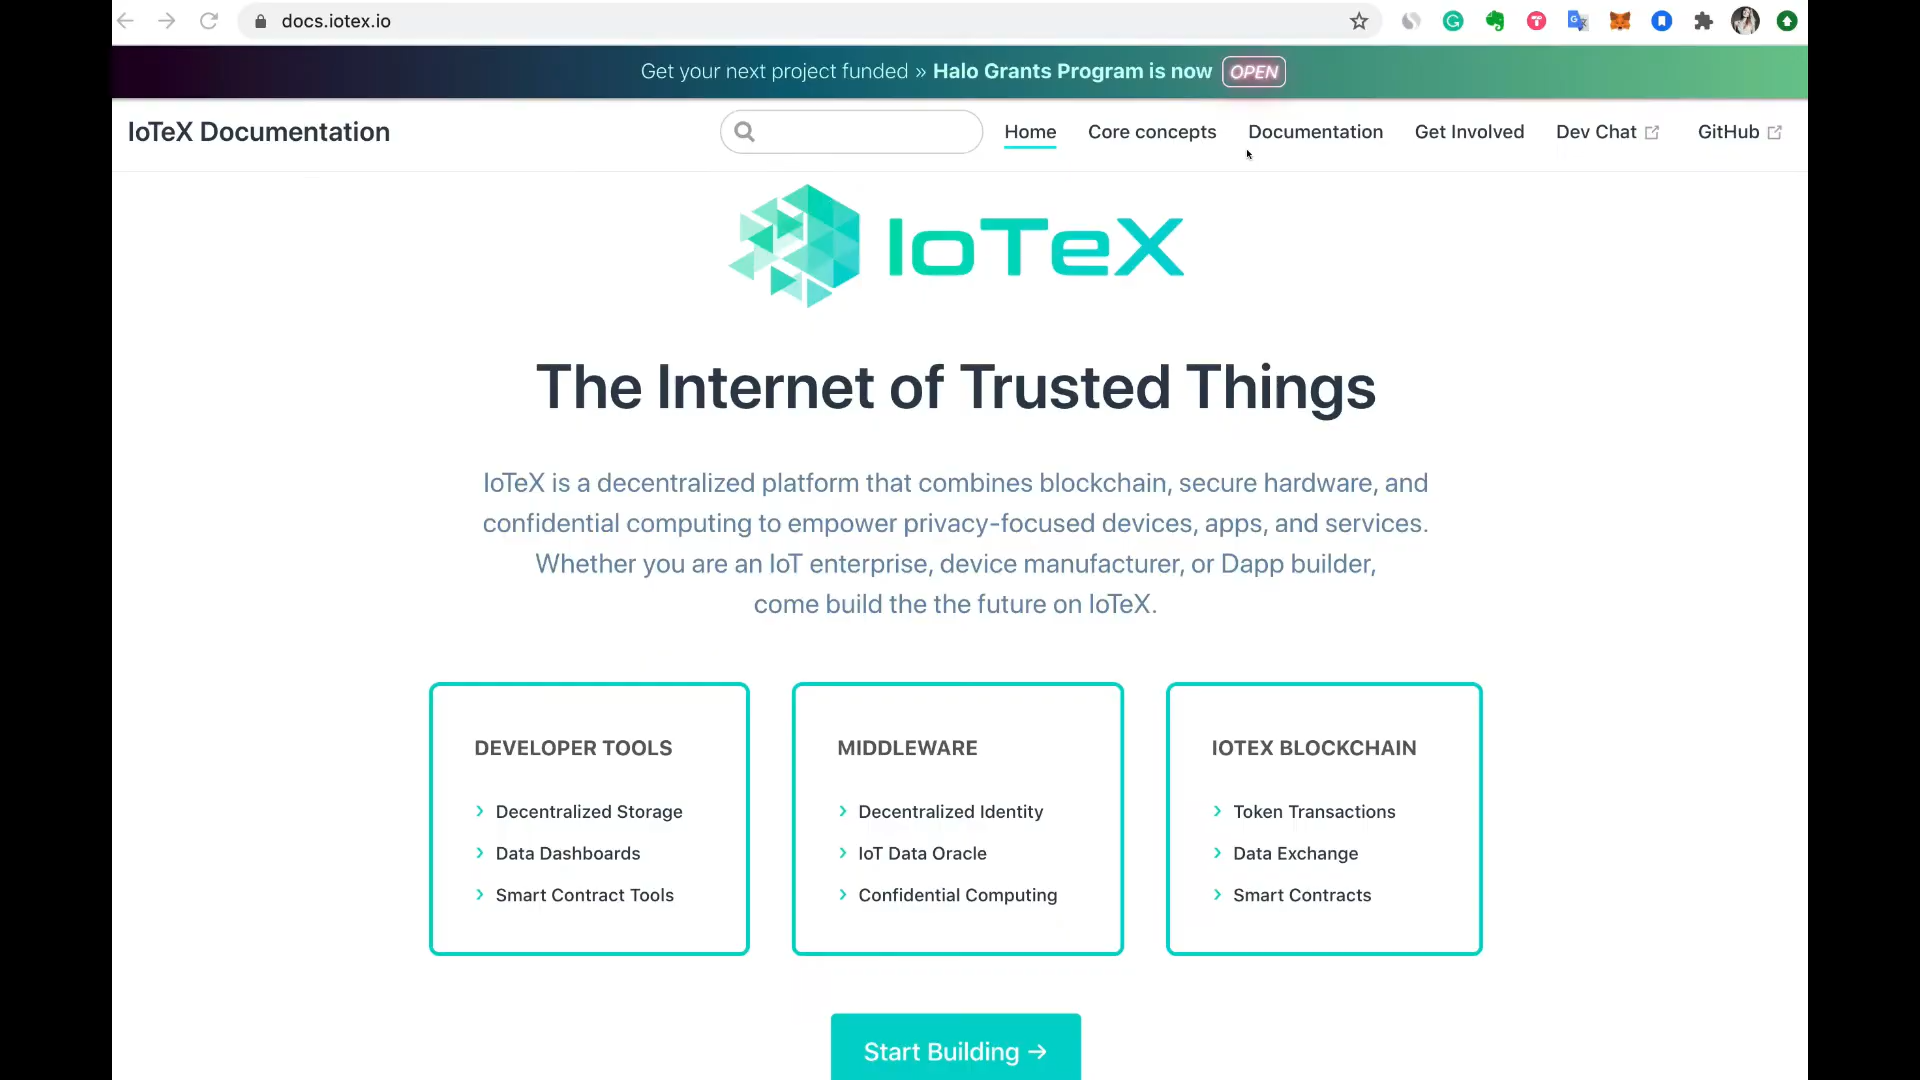 docs.iotex.io
Get your next project funded » Halo Grants Program is now OPEN
IoTeX Documentation
Home
Core concepts
Documentation
Get Involved
Dev Chat
GitHub
IoTeX
The Internet of Trusted Things
IoTeX is a decentralized platform that combines blockchain, secure hardware, and
confidential computing to empower privacy-focused devices, apps, and services.
Whether you are an IoT enterprise, device manufacturer, or Dapp builder,
come build the the future on IoTeX.
DEVELOPER TOOLS
Decentralized Storage
Data Dashboards
Smart Contract Tools
MIDDLEWARE
Decentralized Identity
IoT Data Oracle
Confidential Computing
IOTEX BLOCKCHAIN
Token Transactions
Data Exchange
Smart Contracts
Start Building →